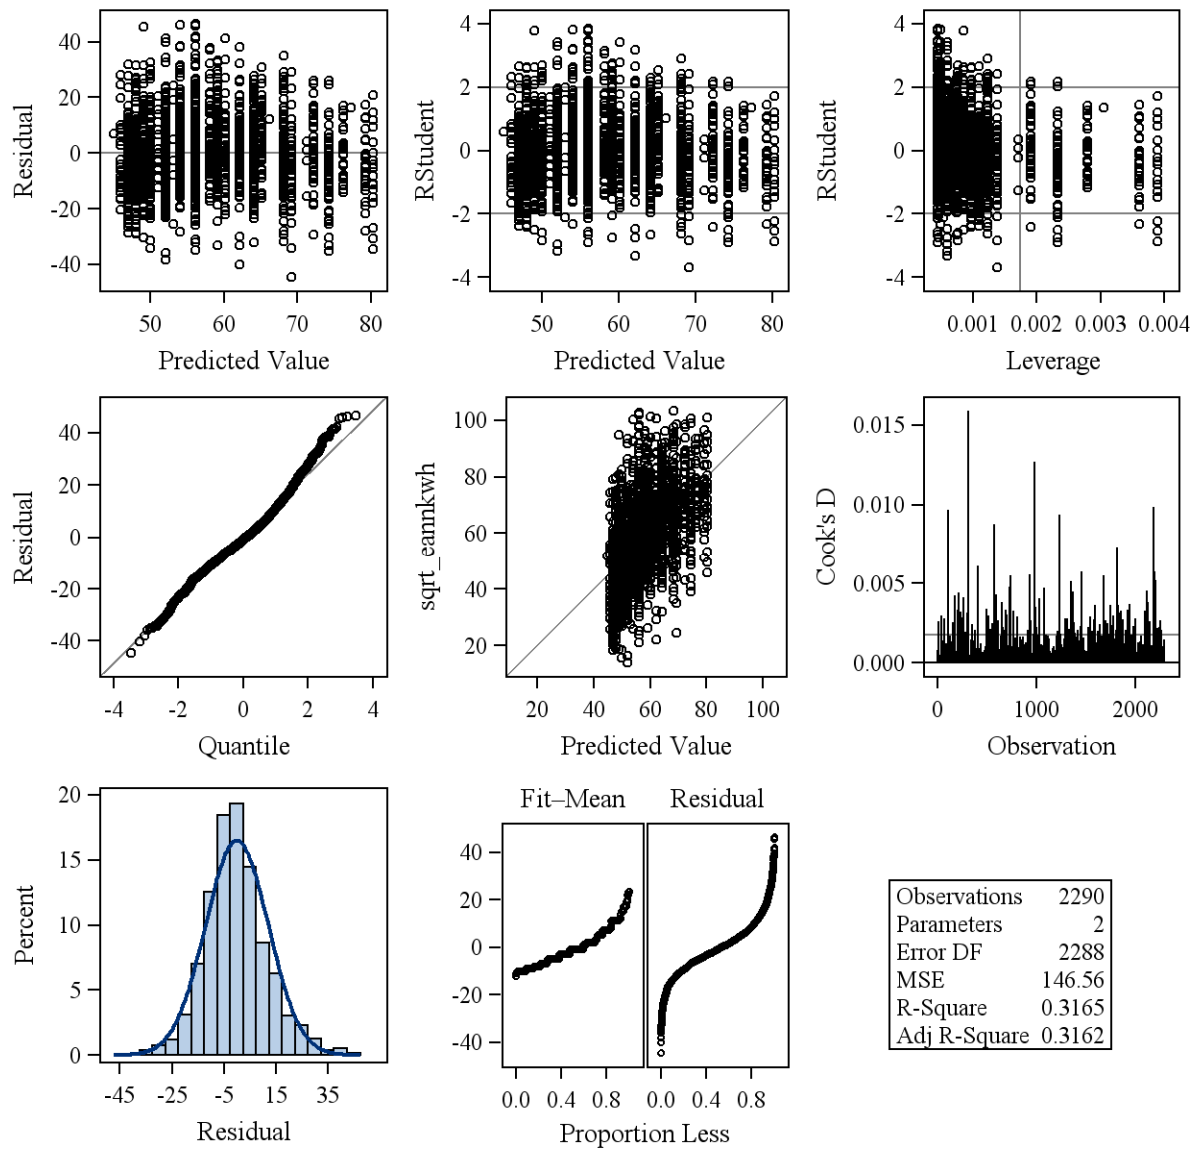 40
20
0
-20
-40
Residual
50 60 70 80
Predicted Value
4
2
0
-2
-4
RStudent
50 60 70 80
Predicted Value
4
2
0
-2
-4
RStudent
0.001 0.002 0.003 0.004
Leverage
40
20
0
-20
-40
Residual
-4 -2 0 2 4
Quantile
100
80
60
40
20
sqrt_eannkwh
20 40 60 80 100
Predicted Value
0.015
0.010
0.005
0.000
Cook's D
0 1000 2000
Observation
20
15
10
5
0
Percent
-45 -25 -5 15 35
Residual
Fit–Mean Residual
40
20
0
-20
-40
0.0 0.4 0.8 0.0 0.4 0.8
Proportion Less
Observations 2290
Parameters 2
Error DF 2288
MSE 146.56
R-Square 0.3165
Adj R-Square 0.3162